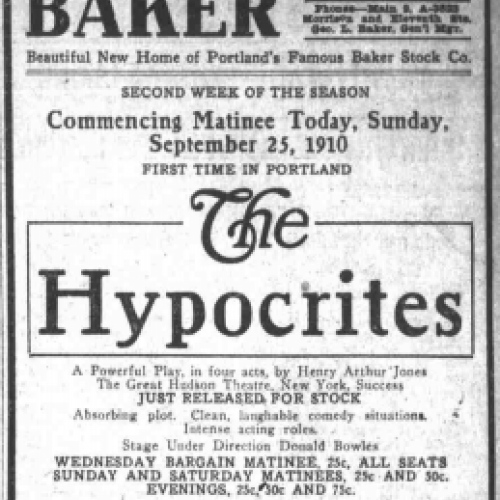 BAKER
Phones—Main 2, A-5360
Morrison and Eleventh Sts.
Geo. L. Baker, Gen'l Mgr.
Beautiful New Home of Portland's Famous Baker Stock Co.
SECOND WEEK OF THE SEASON
Commencing Matinee Today, Sunday,
September 25, 1910
FIRST TIME IN PORTLAND
The
Hypocrites
A Powerful Play, in four acts, by Henry Arthur Jones
The Great Hudson Theatre, New York, Success
JUST RELEASED FOR STOCK
Absorbing plot. Clean, laughable comedy situations.
Intense acting roles.
Stage Under Direction Donald Bowles
WEDNESDAY BARGAIN MATINEE, 25c, ALL SEATS
SUNDAY AND SATURDAY MATINEES, 25c AND 50c.
EVENINGS, 25c, 50c AND 75c.